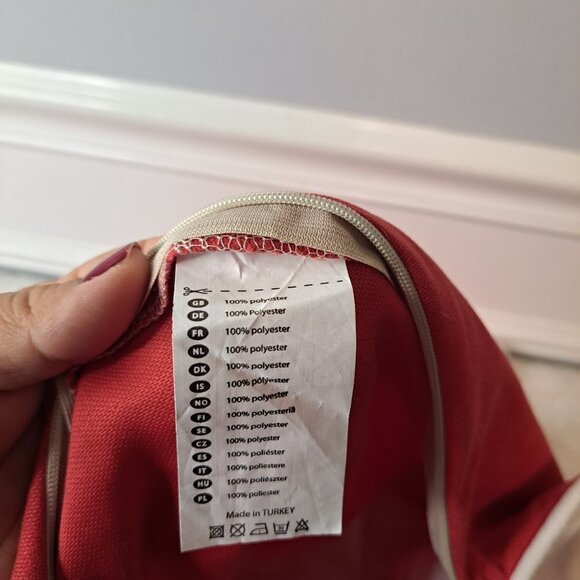 GB 100% polyester
DE 100% Polyester
FR 100% polyester
NL 100% polyester
DK 100% polyester
IS 100% pólýester
NO 100% polyester
FI 100% polyesteriä
SE 100% polyester
CZ 100% polyester
ES 100% poliéster
IT 100% poliestere
HU 100% poliészter
PL 100% poliester
Made in TURKEY
30